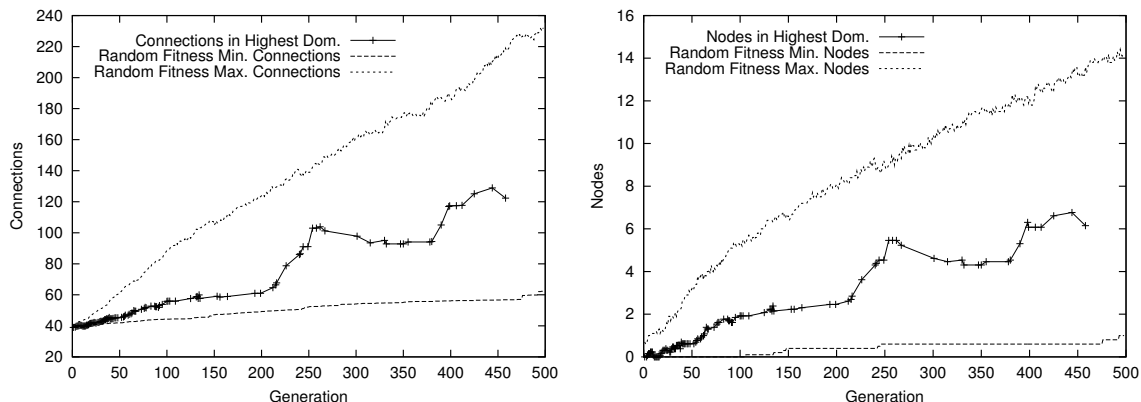 240
220
200
180
160
140
120
100
80
60
40
20
Connections
Connections in Highest Dom.
Random Fitness Min. Connections
Random Fitness Max. Connections
0 50 100 150 200 250 300 350 400 450 500
Generation
16
14
12
10
8
6
4
2
0
Nodes
Nodes in Highest Dom.
Random Fitness Min. Nodes
Random Fitness Max. Nodes
0 50 100 150 200 250 300 350 400 450 500
Generation